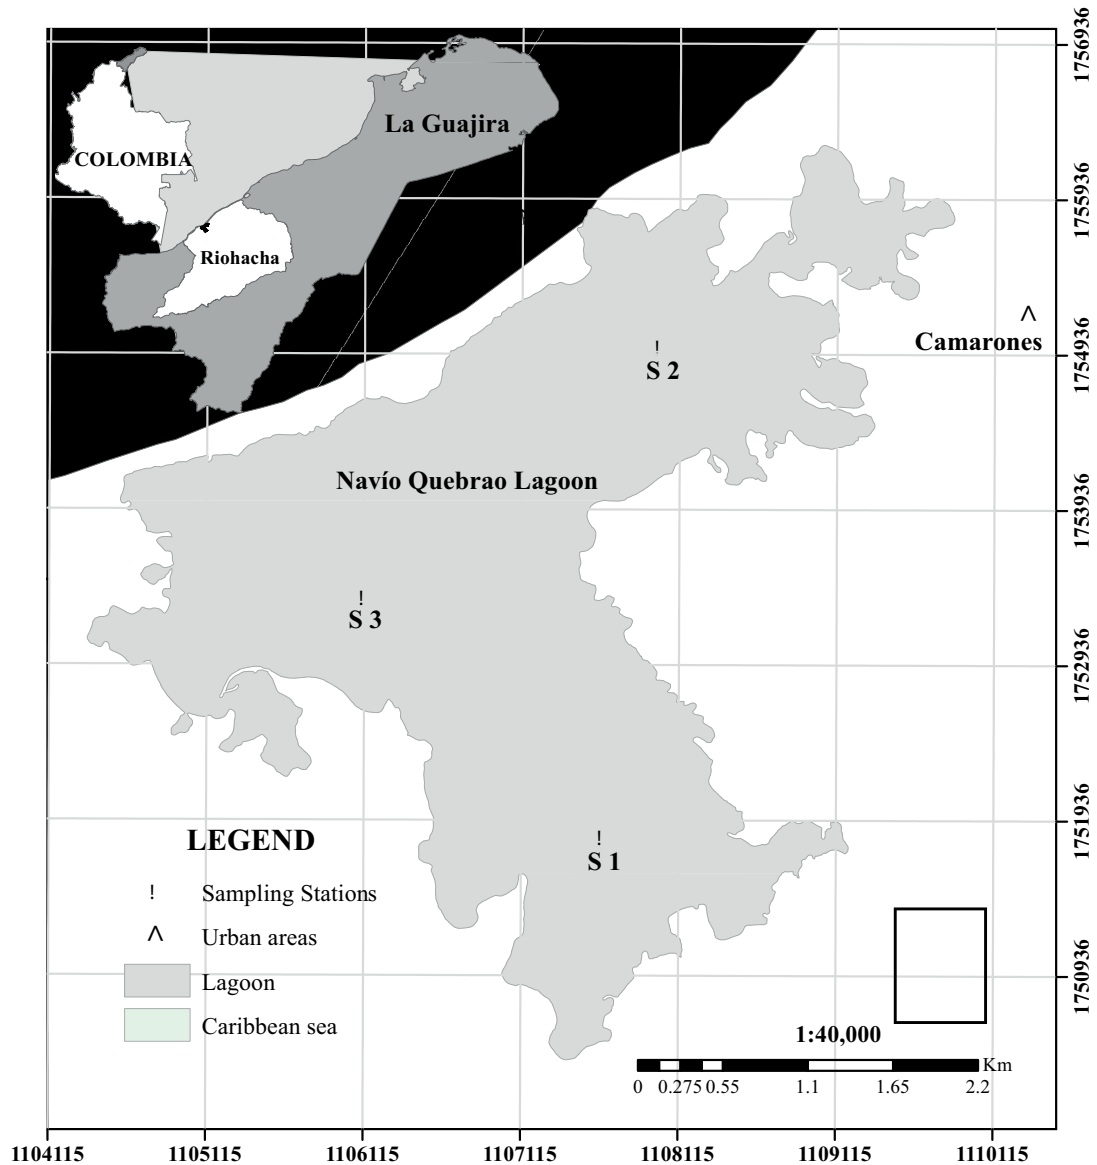 1756936
La Guajira
COLOMBIA
1755936
Riohacha
Camarones
1754936
S 2
Navío Quebrao Lagoon
1753936
S 3
1752936
1751936
LEGEND
S 1
! Sampling Stations
^ Urban areas
Lagoon
1750936
Caribbean sea
1:40,000
Km
0 0.275 0.55 1.1 1.65 2.2
1104115 1105115 1106115 1107115 1108115 1109115 1110115